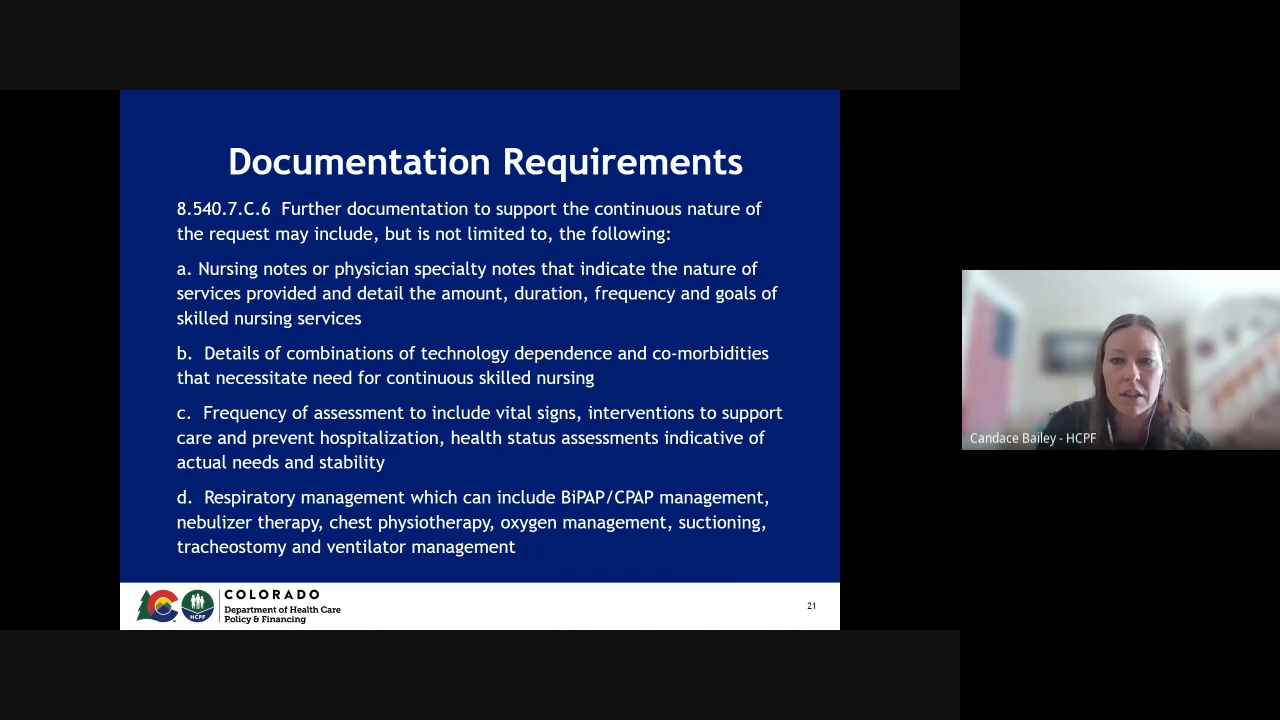 Documentation Requirements
8.540.7.C.6 Further documentation to support the continuous nature of
the request may include, but is not limited to, the following:
a. Nursing notes or physician specialty notes that indicate the nature of
services provided and detail the amount, duration, frequency and goals of
skilled nursing services
b. Details of combinations of technology dependence and co-morbidities
that necessitate need for continuous skilled nursing
c. Frequency of assessment to include vital signs, interventions to support
care and prevent hospitalization, health status assessments indicative of
actual needs and stability
d. Respiratory management which can include BiPAP/CPAP management,
nebulizer therapy, chest physiotherapy, oxygen management, suctioning,
tracheostomy and ventilator management
HCPF
COLORADO
Department of Health Care
Policy & Financing
21
Candace Bailey - HCPF